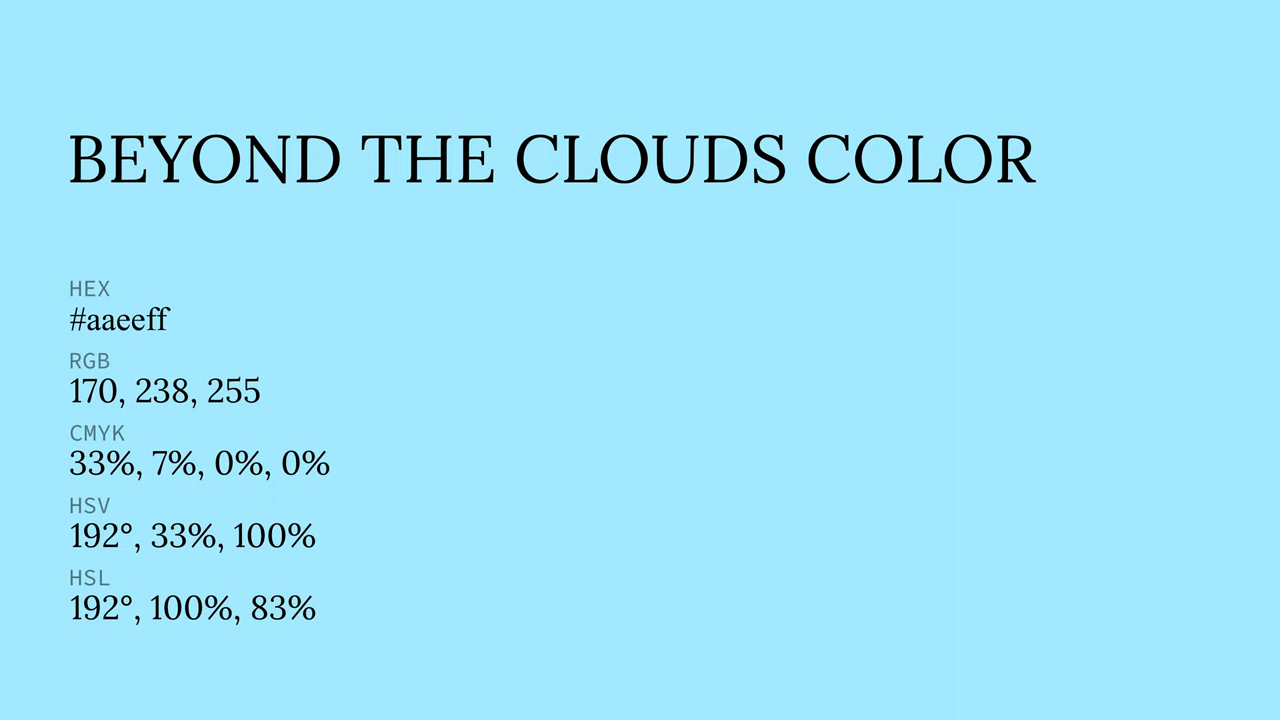 BEYOND THE CLOUDS COLOR
HEX
#aaeeff
RGB
170, 238, 255
CMYK
33%, 7%, 0%, 0%
HSV
192°, 33%, 100%
HSL
192°, 100%, 83%